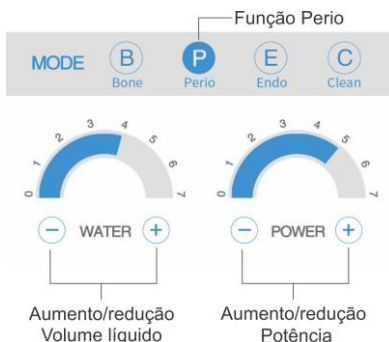 Função Perio
MODE B P E C
Bone Perio Endo Clean
0 1 2 3 4 5 6 7
0 1 2 3 4 5 6 7
− WATER +
− POWER +
Aumento/redução
Volume líquido
Aumento/redução
Potência